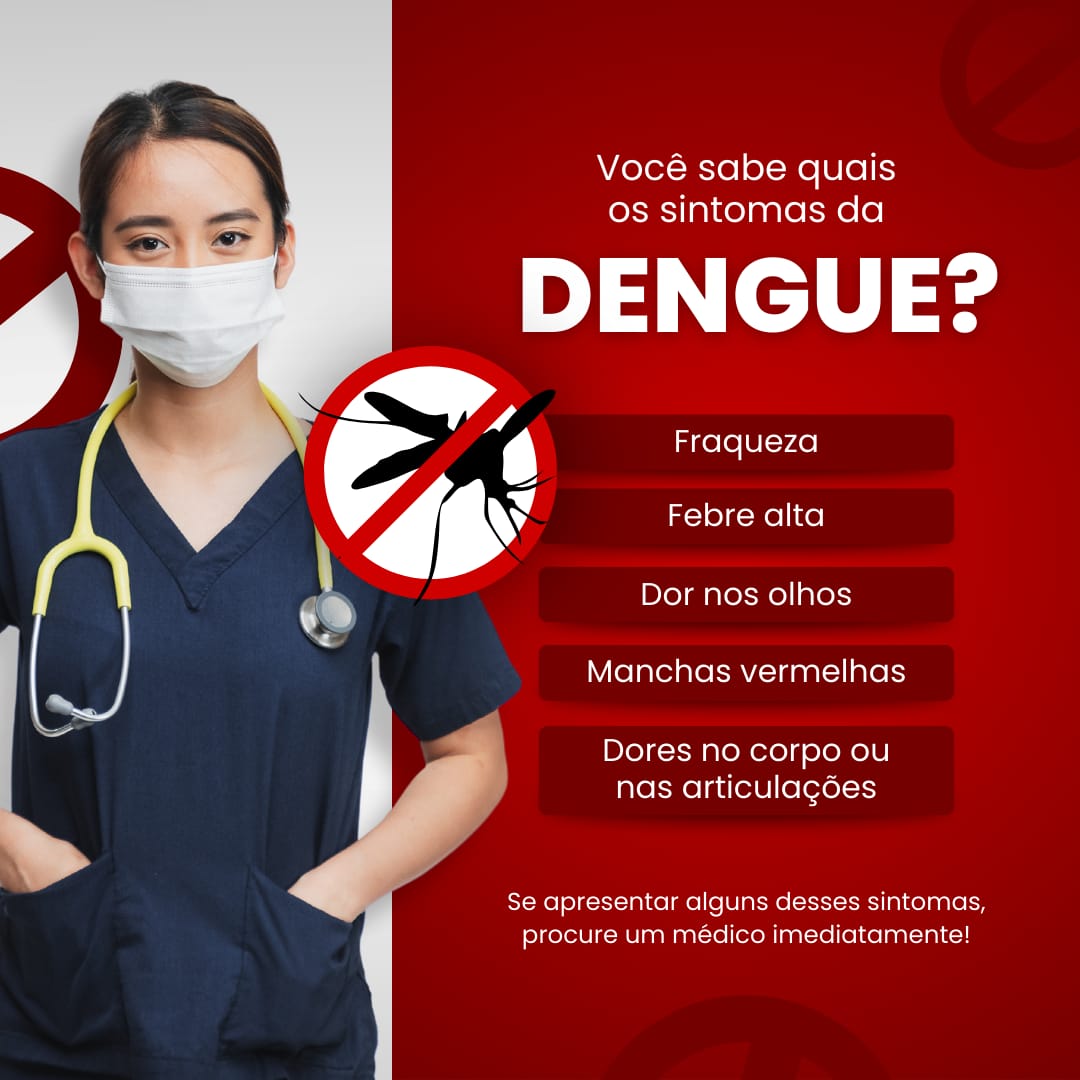 Você sabe quais
os sintomas da
DENGUE?
Fraqueza
Febre alta
Dor nos olhos
Manchas vermelhas
Dores no corpo ou
nas articulações
Se apresentar alguns desses sintomas,
procure um médico imediatamente!